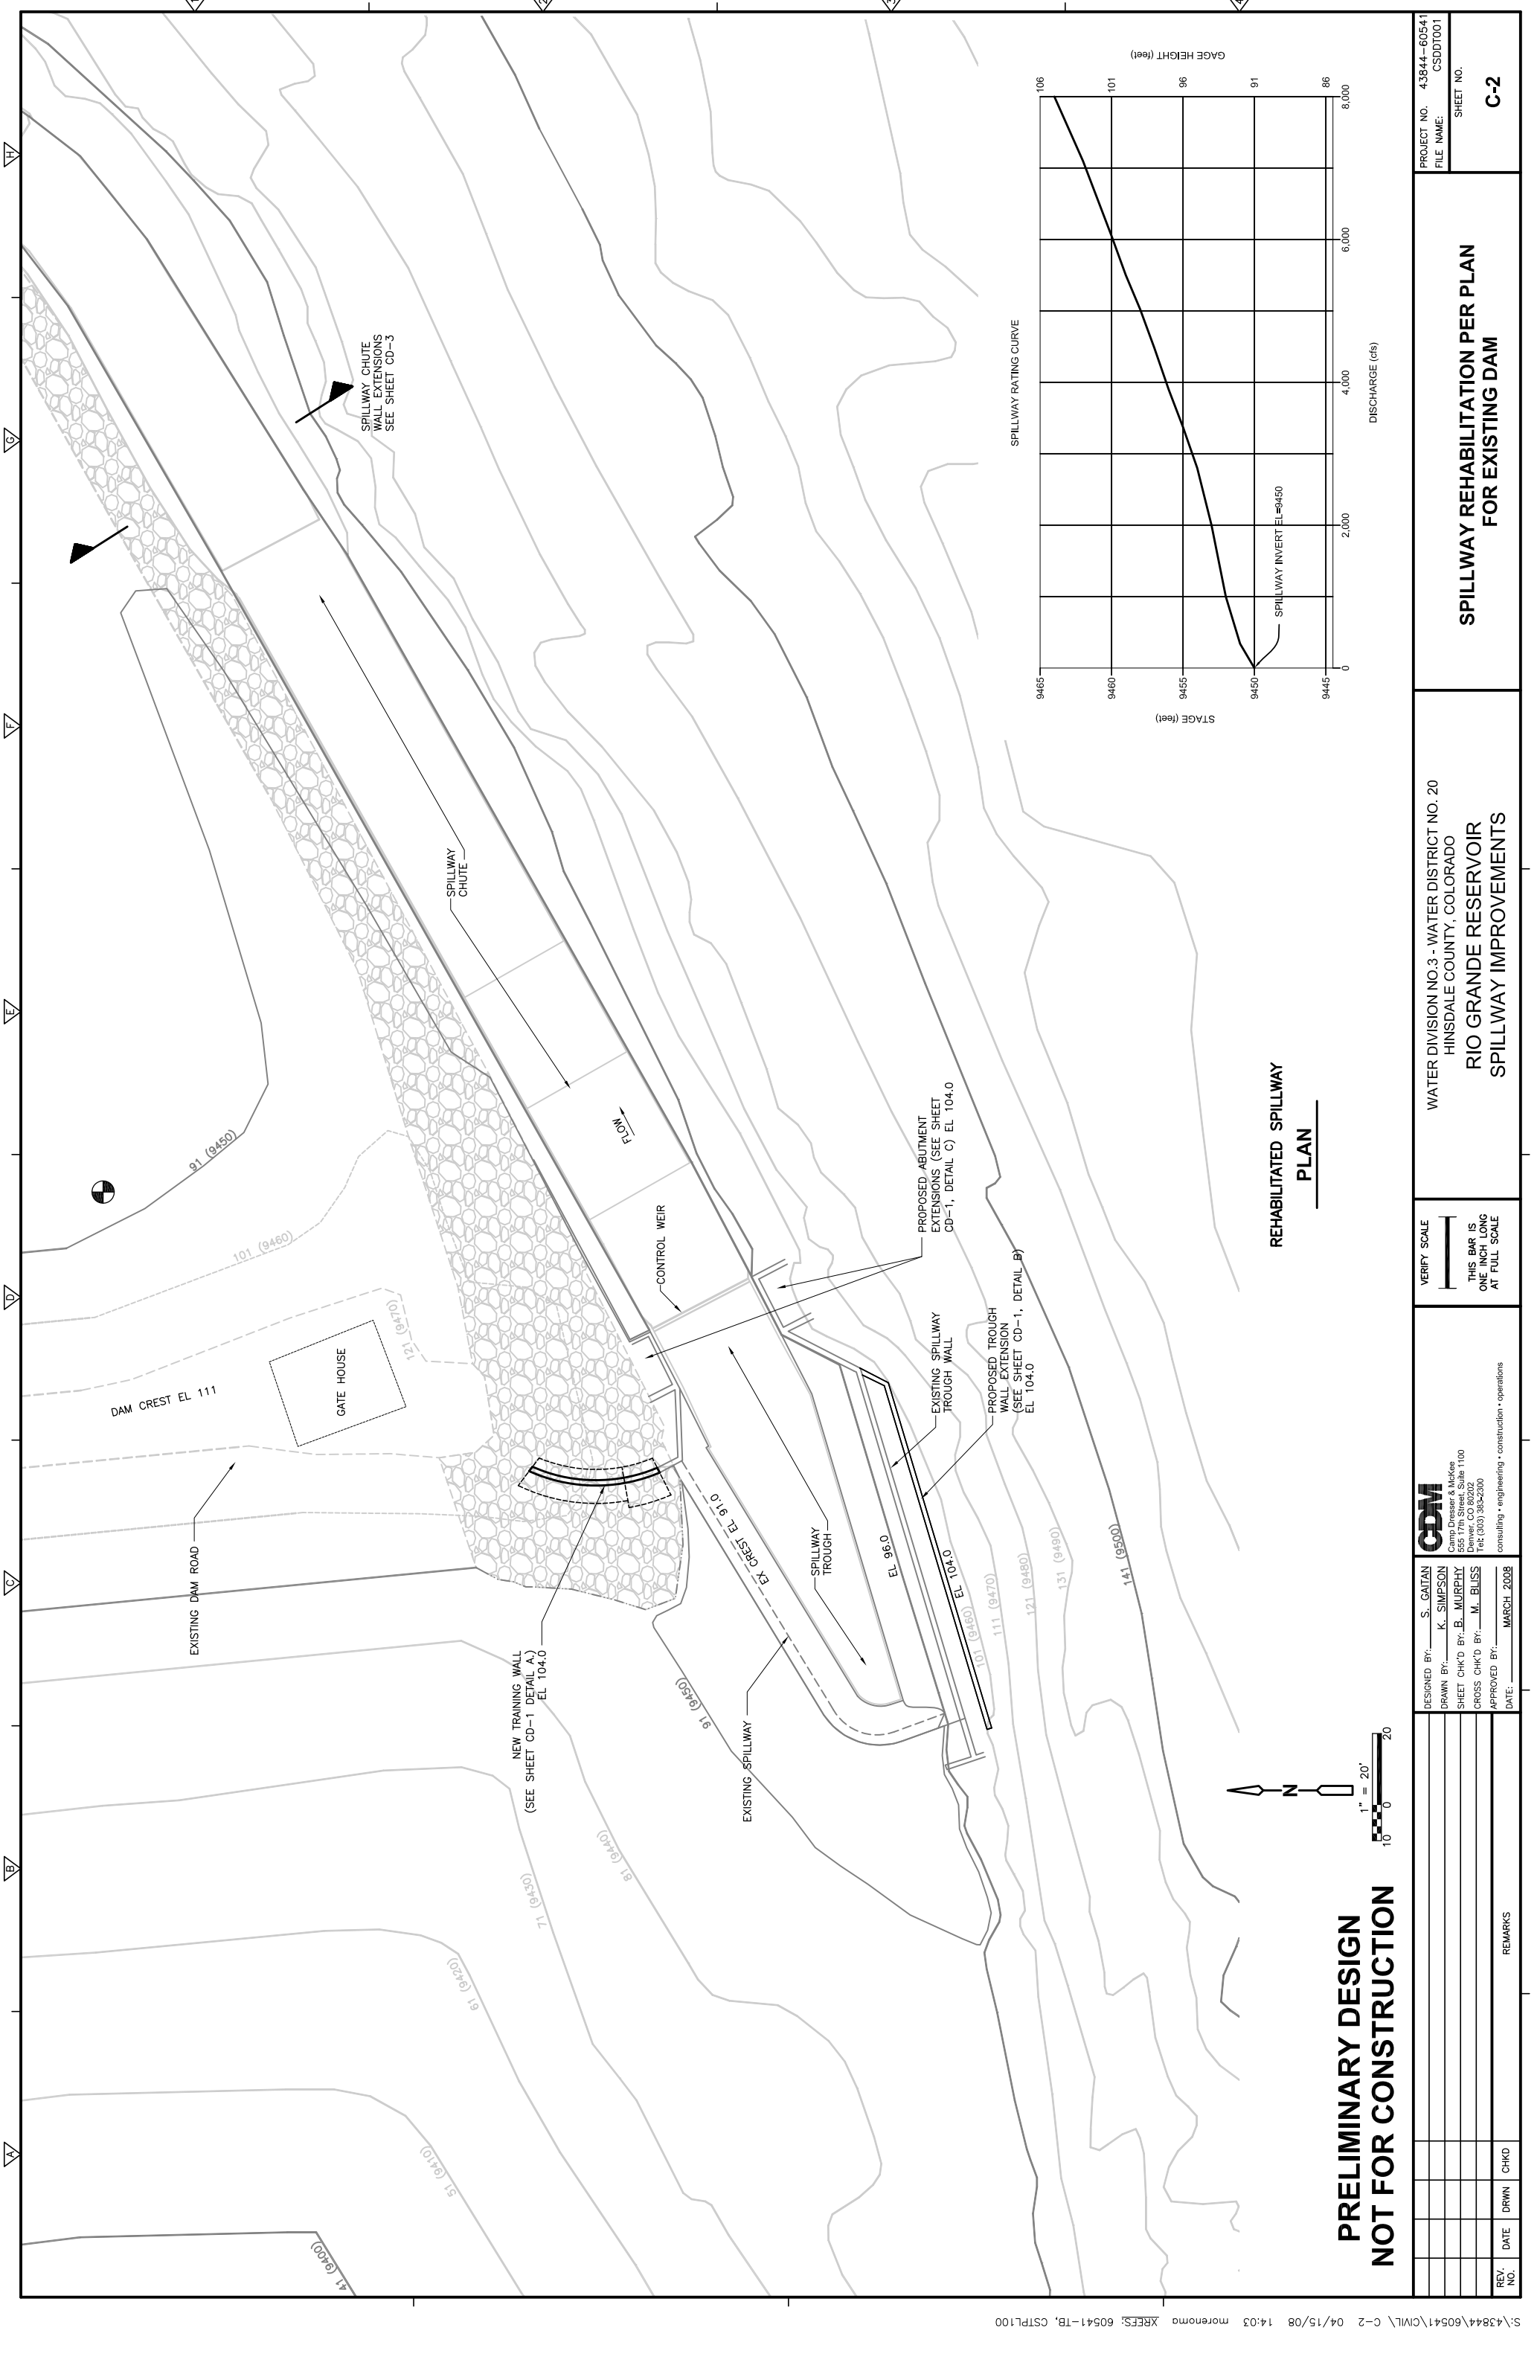 A
B
C
D
E
F
G
H
1
2
3
4
41 (9400)
51 (9410)
61 (9420)
71 (9430)
81 (9440)
91 (9450)
EXISTING DAM ROAD
DAM CREST EL 111
GATE HOUSE
101 (9460)
121 (9470)
91 (9450)
NEW TRAINING WALL
(SEE SHEET CD-1 DETAIL A)
EL 104.0
EXISTING SPILLWAY
EX CREST EL 91.0
SPILLWAY
TROUGH
EL 96.0
EL 104.0
CONTROL WEIR
FLOW
SPILLWAY
CHUTE
SPILLWAY CHUTE
WALL EXTENSIONS
SEE SHEET CD-3
PROPOSED ABUTMENT
EXTENSIONS (SEE SHEET
CD-1, DETAIL C) EL 104.0
EXISTING SPILLWAY
TROUGH WALL
PROPOSED TROUGH
WALL EXTENSION
(SEE SHEET CD-1, DETAIL B)
EL 104.0
101 (9460)
111 (9470)
121 (9480)
131 (9490)
141 (9500)
REHABILITATED SPILLWAY
PLAN
SPILLWAY RATING CURVE
STAGE (feet)
9465
9460
9455
9450
9445
GAGE HEIGHT (feet)
106
101
96
91
86
SPILLWAY INVERT EL=9450
0
2,000
4,000
6,000
8,000
DISCHARGE (cfs)
N
1" = 20'
10 0 20
PRELIMINARY DESIGN
NOT FOR CONSTRUCTION
REV. NO.
DATE
DRWN
CHKD
REMARKS
DESIGNED BY: S. GAITAN
DRAWN BY: K. SIMPSON
SHEET CHK'D BY: B. MURPHY
CROSS CHK'D BY: M. BLISS
APPROVED BY:
DATE: MARCH 2008
CDM
Camp Dresser & McKee
555 17th Street, Suite 1100
Denver, CO 80202
Tel: (303) 383-2300
consulting • engineering • construction • operations
VERIFY SCALE
THIS BAR IS
ONE INCH LONG
AT FULL SCALE
WATER DIVISION NO.3 - WATER DISTRICT NO. 20
HINSDALE COUNTY, COLORADO
RIO GRANDE RESERVOIR
SPILLWAY IMPROVEMENTS
SPILLWAY REHABILITATION PER PLAN
FOR EXISTING DAM
PROJECT NO. 43844-60541
FILE NAME: CSDDT001
SHEET NO.
C-2
S:\43844\60541\CIVIL\ C-2 04/15/08 14:03 morenoma XREFS: 60541-TB, CSTPL100